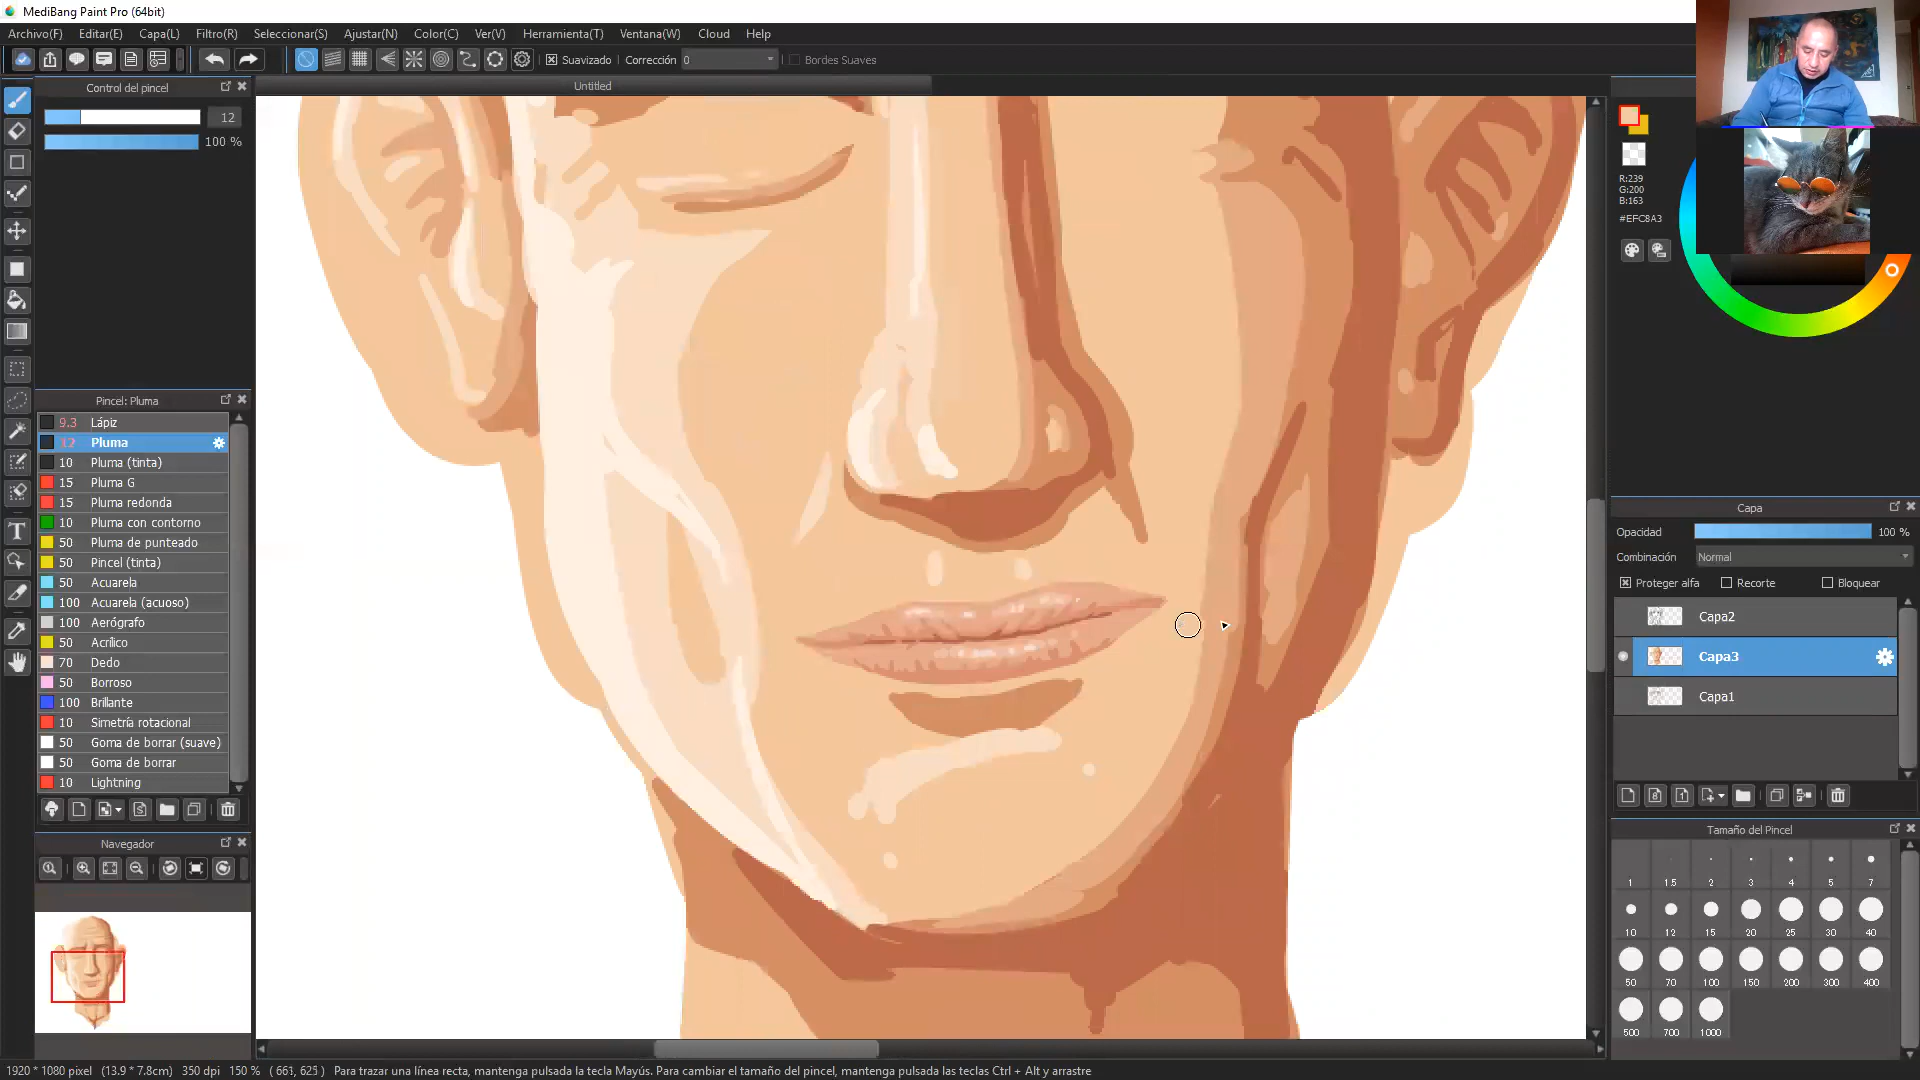 MediBang Paint Pro (64bit)
Archivo(F) Editar(E) Capa(L) Filtro(R) Seleccionar(S) Ajustar(N) Color(C) Ver(V) Herramienta(T) Ventana(W) Cloud Help
Suavizado Corrección 0 Bordes Suaves
Control del pincel
Untitled
12
100 %
R:239
G:200
B:163
#EFC8A3
Pincel: Pluma
9.3 Lápiz
12 Pluma
10 Pluma (tinta)
15 Pluma G
15 Pluma redonda
10 Pluma con contorno
50 Pluma de punteado
50 Pincel (tinta)
50 Acuarela
100 Acuarela (acuoso)
100 Aerógrafo
50 Acrílico
70 Dedo
50 Borroso
100 Brillante
10 Simetría rotacional
50 Goma de borrar (suave)
50 Goma de borrar
10 Lightning
Navegador
Capa
Opacidad 100 %
Combinación Normal
Proteger alfa Recorte Bloquear
Capa2
Capa3
Capa1
Tamaño del Pincel
1 1.5 2 3 4 5 7
10 12 15 20 25 30 40
50 70 100 150 200 300 400
500 700 1000
1920 * 1080 pixel (13.9 * 7.8cm) 350 dpi 150 % ( 661, 625 ) Para trazar una línea recta, mantenga pulsada la tecla Mayús. Para cambiar el tamaño del pincel, mantenga pulsada las teclas Ctrl + Alt y arrastre